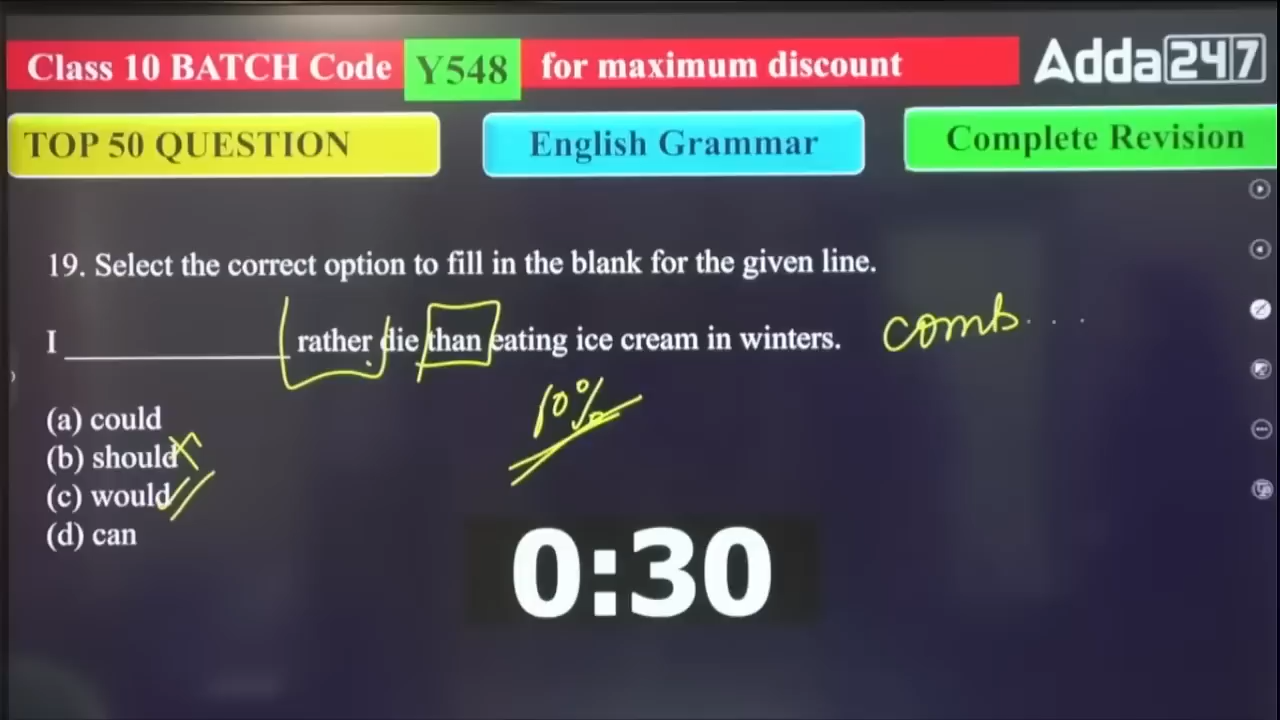 Class 10 BATCH Code Y548 for maximum discount
Adda247
TOP 50 QUESTION
English Grammar
Complete Revision
19. Select the correct option to fill in the blank for the given line.
I ____________ rather die than eating ice cream in winters. comb...
10%
(a) could
(b) should
(c) would
(d) can
0:30